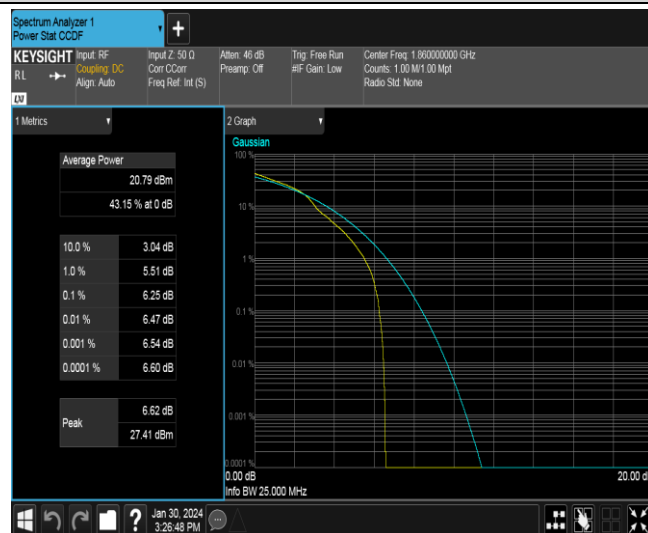 Spectrum Analyzer 1
Power Stat CCDF
+
KEYSIGHT
RL
LXI
Input: RF
Coupling: DC
Align: Auto
Input Z: 50 Ω
Corr CCorr
Freq Ref: Int (S)
Atten: 46 dB
Preamp: Off
Trig: Free Run
#IF Gain: Low
Center Freq: 1.860000000 GHz
Counts: 1.00 M/1.00 Mpt
Radio Std: None
1 Metrics
Average Power
20.79 dBm
43.15 % at 0 dB
10.0 % 3.04 dB
1.0 % 5.51 dB
0.1 % 6.25 dB
0.01 % 6.47 dB
0.001 % 6.54 dB
0.0001 % 6.60 dB
Peak
6.62 dB
27.41 dBm
2 Graph
Gaussian
100 %
10 %
1 %
0.1 %
0.01 %
0.001 %
0.0001 %
0.00 dB
20.00 d
Info BW 25.000 MHz
?
Jan 30, 2024
3:26:48 PM